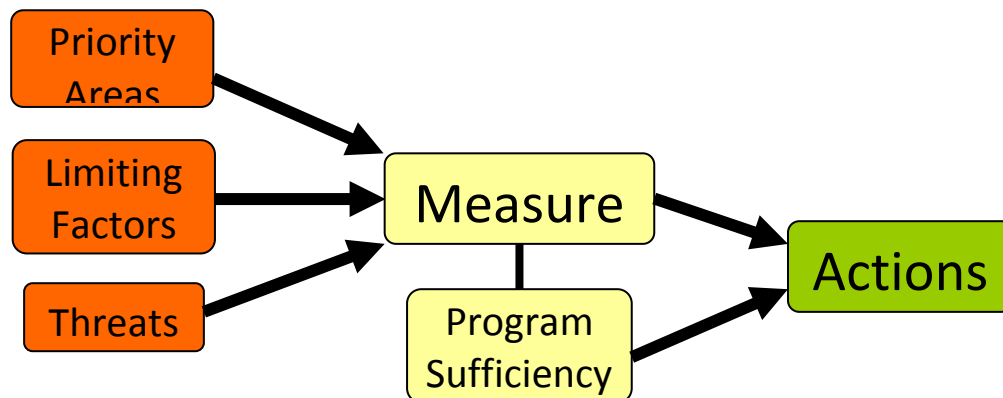 Priority
Areas
Limiting
Factors
Threats
Measure
Program
Sufficiency
Actions